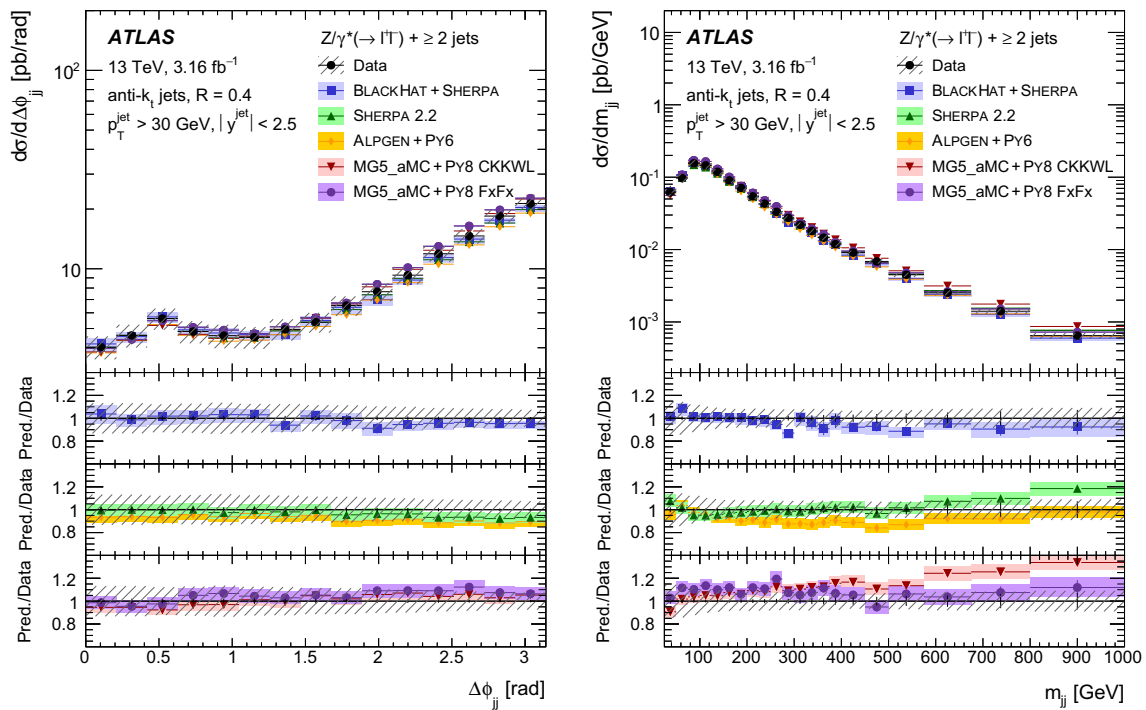 dσ/dΔϕjj [pb/rad]
ATLAS
13 TeV, 3.16 fb⁻¹
anti-kt jets, R = 0.4
pTjet > 30 GeV, |yjet| < 2.5
Z/γ*(→ l⁺l⁻) + ≥ 2 jets
Data
BLACKHAT + SHERPA
SHERPA 2.2
ALPGEN + PY6
MG5_aMC + PY8 CKKWL
MG5_aMC + PY8 FxFx
10²
10
Pred./Data
1.2
1
0.8
Pred./Data
1.2
1
0.8
Pred./Data
1.2
1
0.8
0 0.5 1 1.5 2 2.5 3
Δϕjj [rad]
dσ/dmjj [pb/GeV]
ATLAS
13 TeV, 3.16 fb⁻¹
anti-kt jets, R = 0.4
pTjet > 30 GeV, |yjet| < 2.5
Z/γ*(→ l⁺l⁻) + ≥ 2 jets
Data
BLACKHAT + SHERPA
SHERPA 2.2
ALPGEN + PY6
MG5_aMC + PY8 CKKWL
MG5_aMC + PY8 FxFx
10
1
10⁻¹
10⁻²
10⁻³
Pred./Data
1.2
1
0.8
Pred./Data
1.2
1
0.8
Pred./Data
1.2
1
0.8
100 200 300 400 500 600 700 800 900 1000
mjj [GeV]